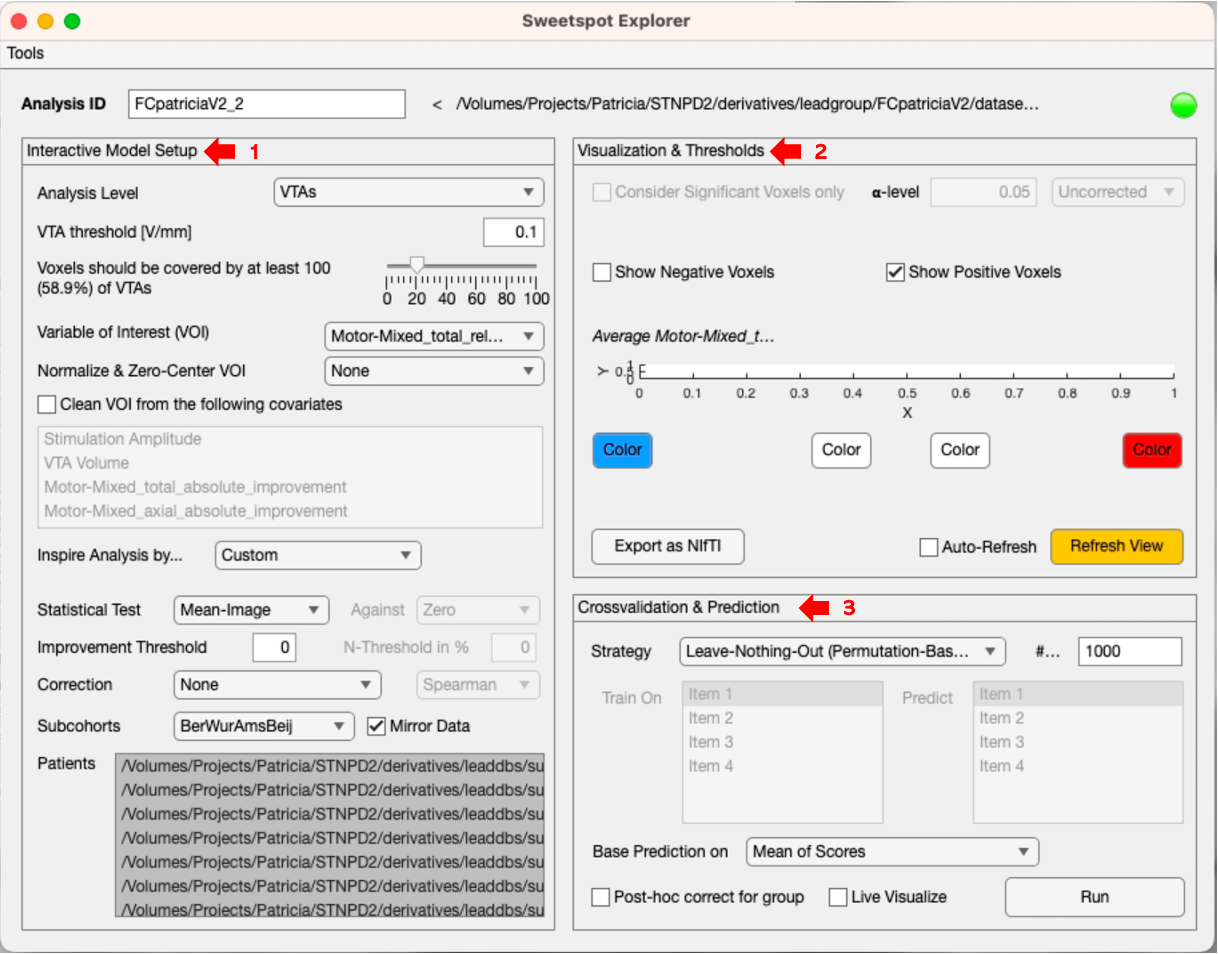 Sweetspot Explorer
Tools
Analysis ID FCpatriciaV2_2 < /Volumes/Projects/Patricia/STNPD2/derivatives/leadgroup/FCpatriciaV2/datase...
Interactive Model Setup 1
Analysis Level VTAs
VTA threshold [V/mm] 0.1
Voxels should be covered by at least 100
(58.9%) of VTAs
0 20 40 60 80 100
Variable of Interest (VOI) Motor-Mixed_total_rel...
Normalize & Zero-Center VOI None
Clean VOI from the following covariates
Stimulation Amplitude
VTA Volume
Motor-Mixed_total_absolute_improvement
Motor-Mixed_axial_absolute_improvement
Inspire Analysis by... Custom
Statistical Test Mean-Image Against Zero
Improvement Threshold 0 N-Threshold in % 0
Correction None Spearman
Subcohorts BerWurAmsBeij Mirror Data
Patients /Volumes/Projects/Patricia/STNPD2/derivatives/leaddbs/su
/Volumes/Projects/Patricia/STNPD2/derivatives/leaddbs/su
/Volumes/Projects/Patricia/STNPD2/derivatives/leaddbs/su
/Volumes/Projects/Patricia/STNPD2/derivatives/leaddbs/su
/Volumes/Projects/Patricia/STNPD2/derivatives/leaddbs/su
/Volumes/Projects/Patricia/STNPD2/derivatives/leaddbs/su
/Volumes/Projects/Patricia/STNPD2/derivatives/leaddbs/su
Visualization & Thresholds 2
Consider Significant Voxels only α-level 0.05 Uncorrected
Show Negative Voxels Show Positive Voxels
Average Motor-Mixed_t...
Y 0 0.5 1
0 0.1 0.2 0.3 0.4 0.5 0.6 0.7 0.8 0.9 1
X
Color Color Color Color
Export as NIfTI Auto-Refresh Refresh View
Crossvalidation & Prediction 3
Strategy Leave-Nothing-Out (Permutation-Bas... #... 1000
Train On Item 1 Predict Item 1
Item 2 Item 2
Item 3 Item 3
Item 4 Item 4
Base Prediction on Mean of Scores
Post-hoc correct for group Live Visualize Run